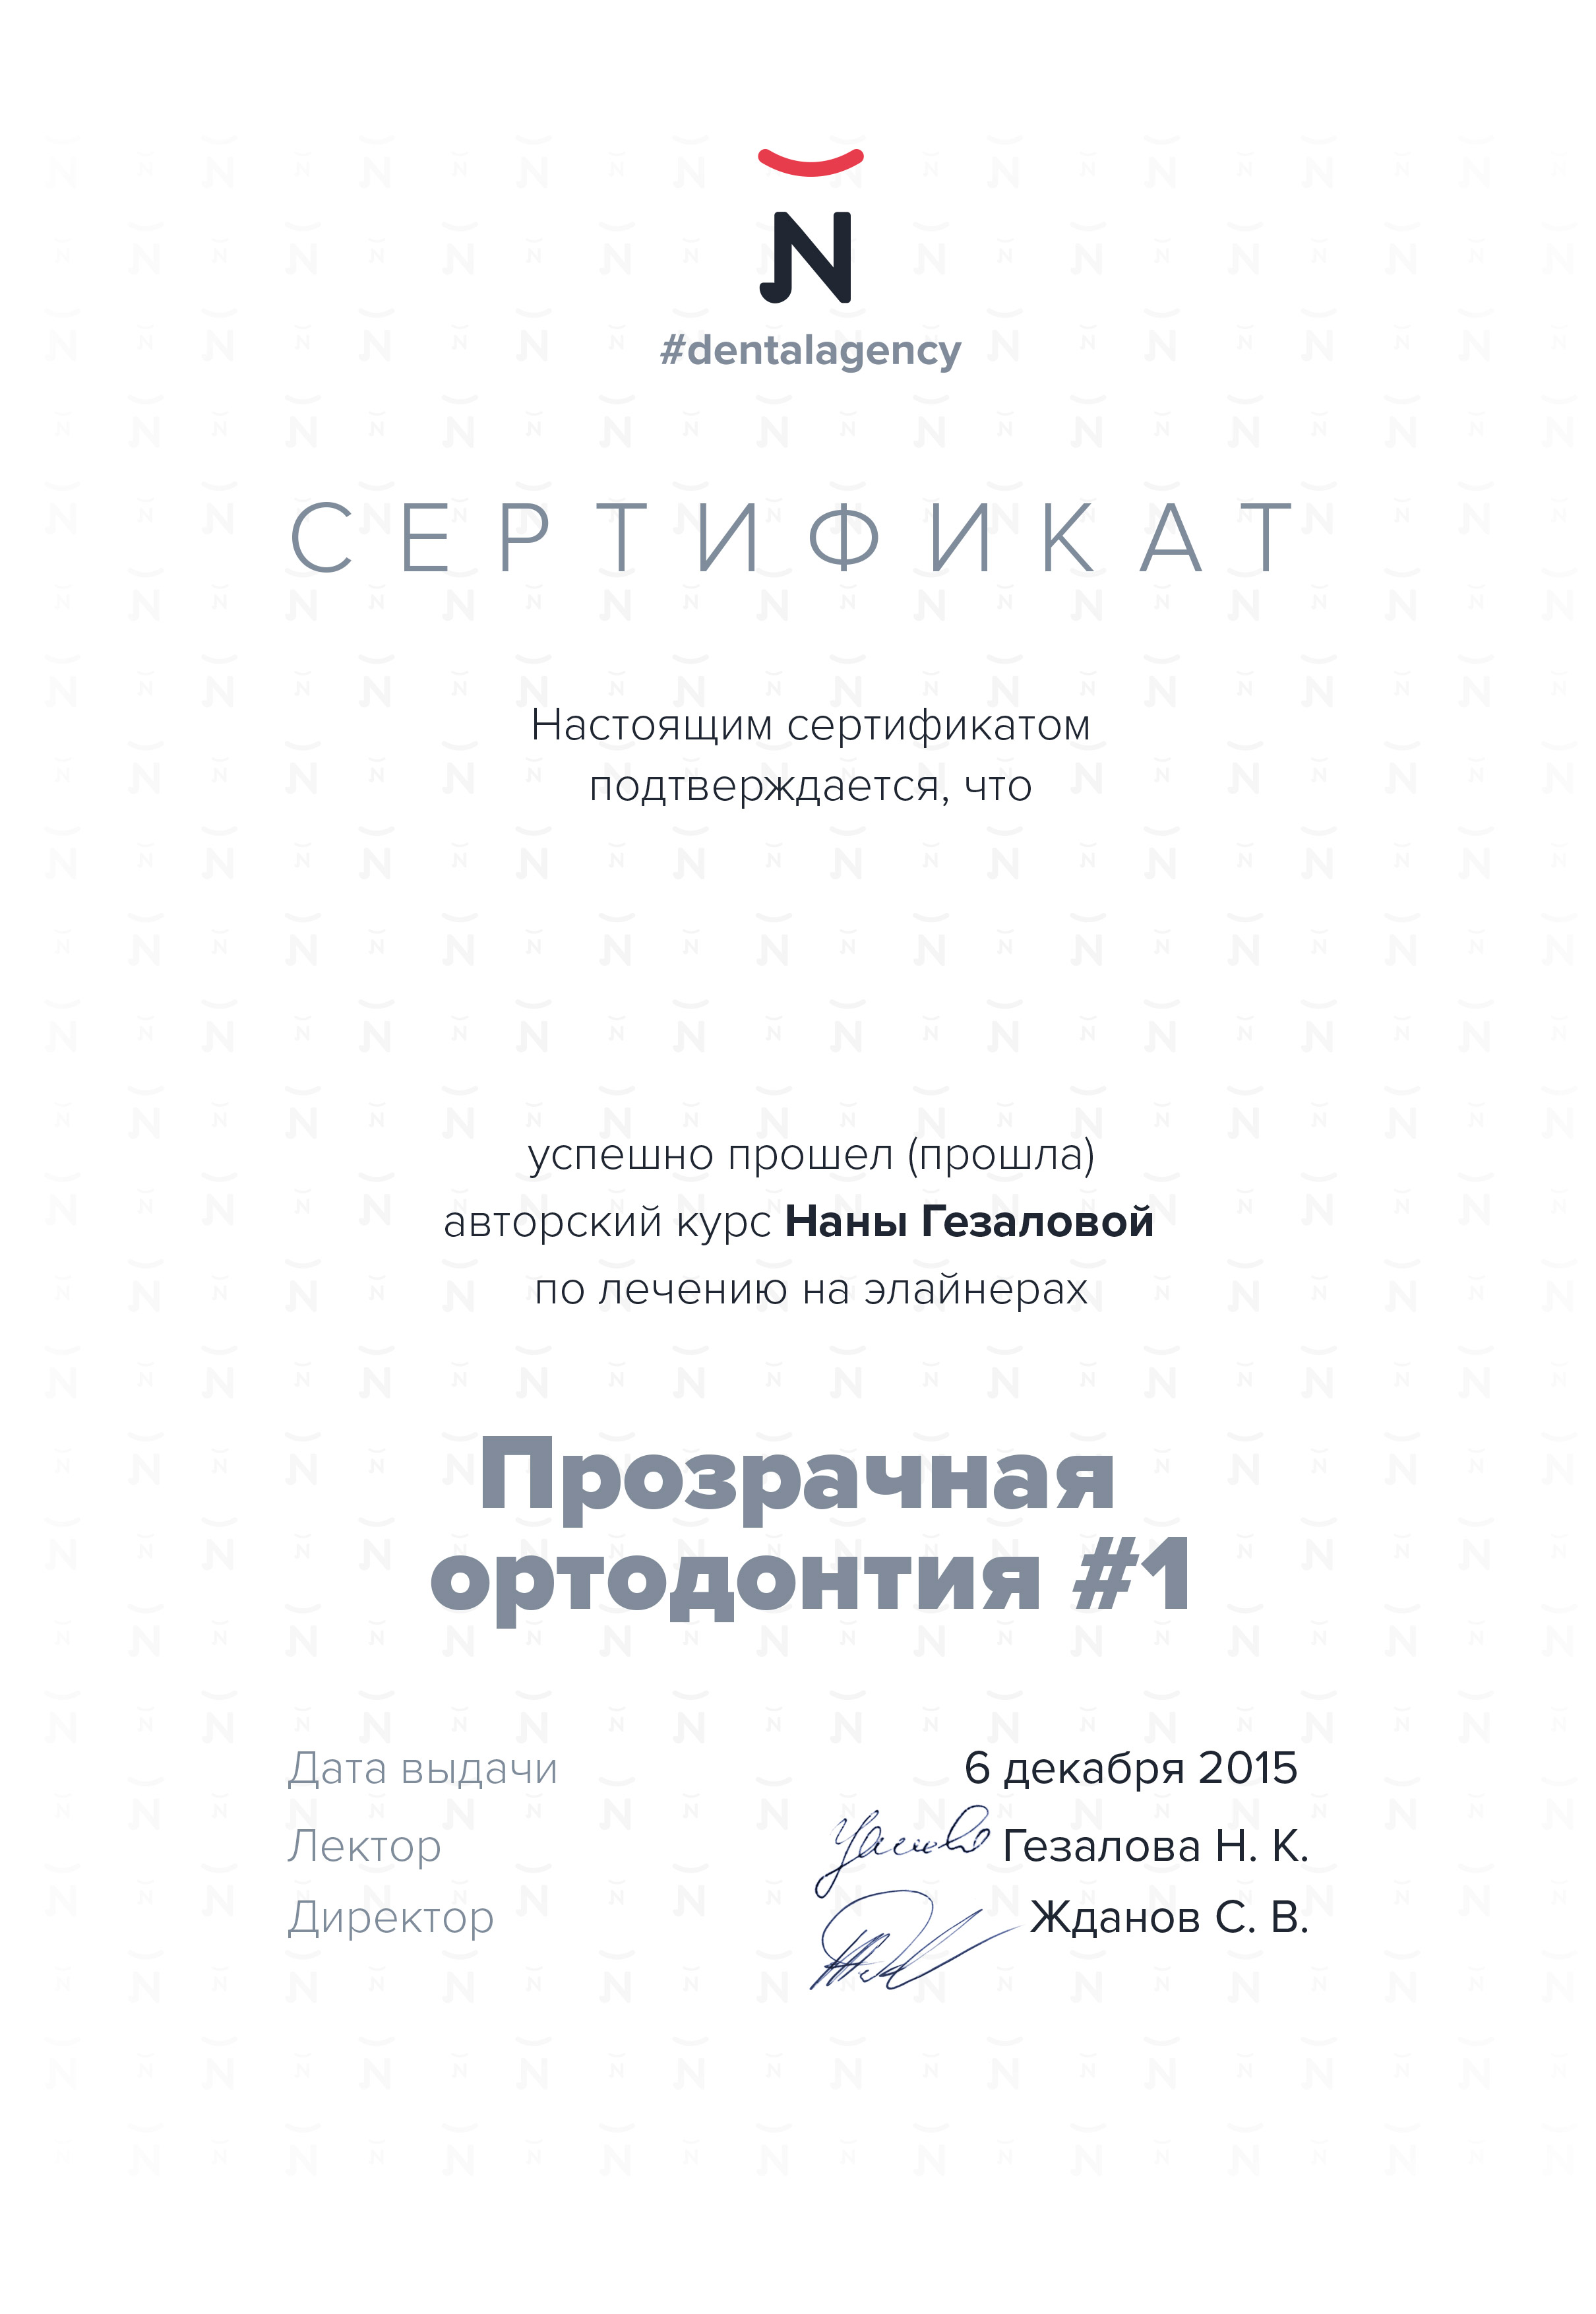 N
#dentalagency
СЕРТИФИКАТ
Настоящим сертификатом
подтверждается, что
успешно прошел (прошла)
авторский курс Наны Гезаловой
по лечению на элайнерах
Прозрачная
ортодонтия #1
Дата выдачи 6 декабря 2015
Лектор Гезалова Н. К.
Директор Жданов С. В.